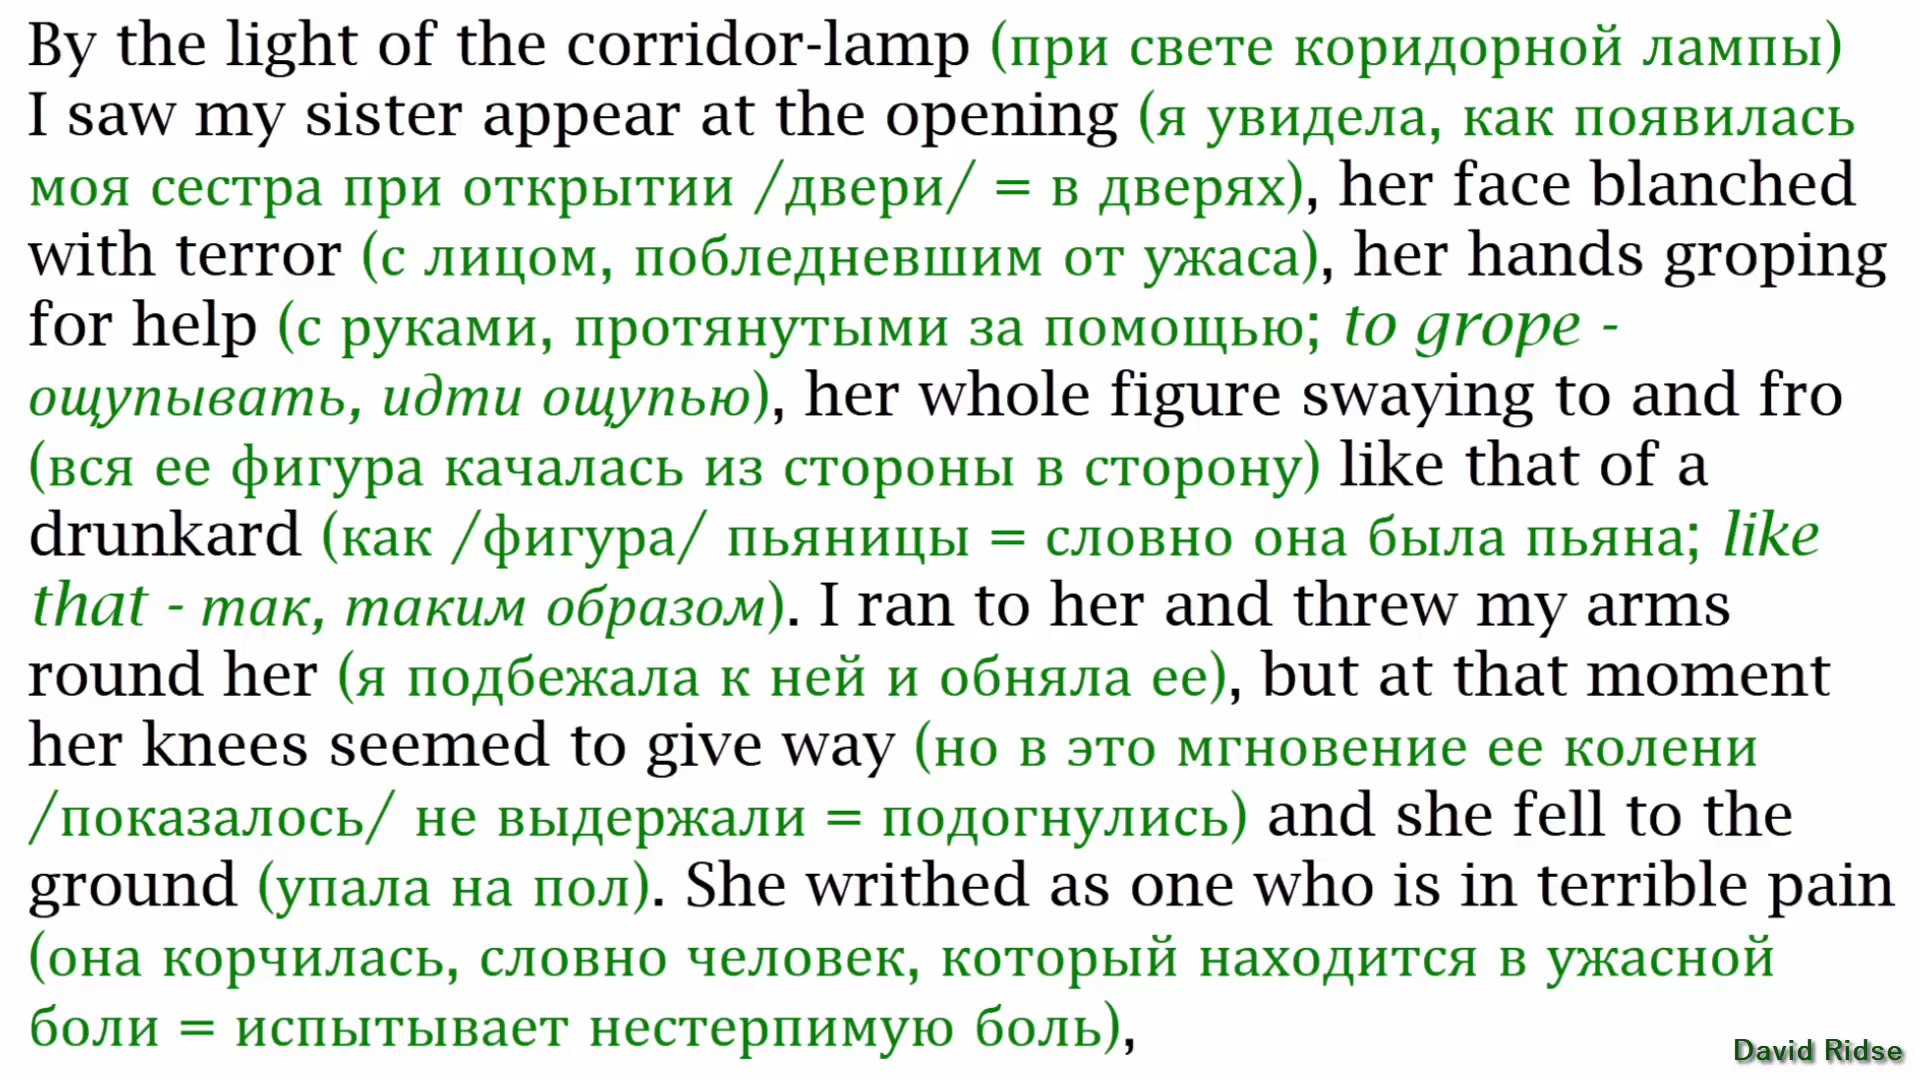 By the light of the corridor-lamp (при свете коридорной лампы)
I saw my sister appear at the opening (я увидела, как появилась
моя сестра при открытии /двери/ = в дверях), her face blanched
with terror (с лицом, побледневшим от ужаса), her hands groping
for help (с руками, протянутыми за помощью; to grope -
ощупывать, идти ощупью), her whole figure swaying to and fro
(вся ее фигура качалась из стороны в сторону) like that of a
drunkard (как /фигура/ пьяницы = словно она была пьяна; like
that - так, таким образом). I ran to her and threw my arms
round her (я подбежала к ней и обняла ее), but at that moment
her knees seemed to give way (но в это мгновение ее колени
/показалось/ не выдержали = подогнулись) and she fell to the
ground (упала на пол). She writhed as one who is in terrible pain
(она корчилась, словно человек, который находится в ужасной
боли = испытывает нестерпимую боль),
David Ridse